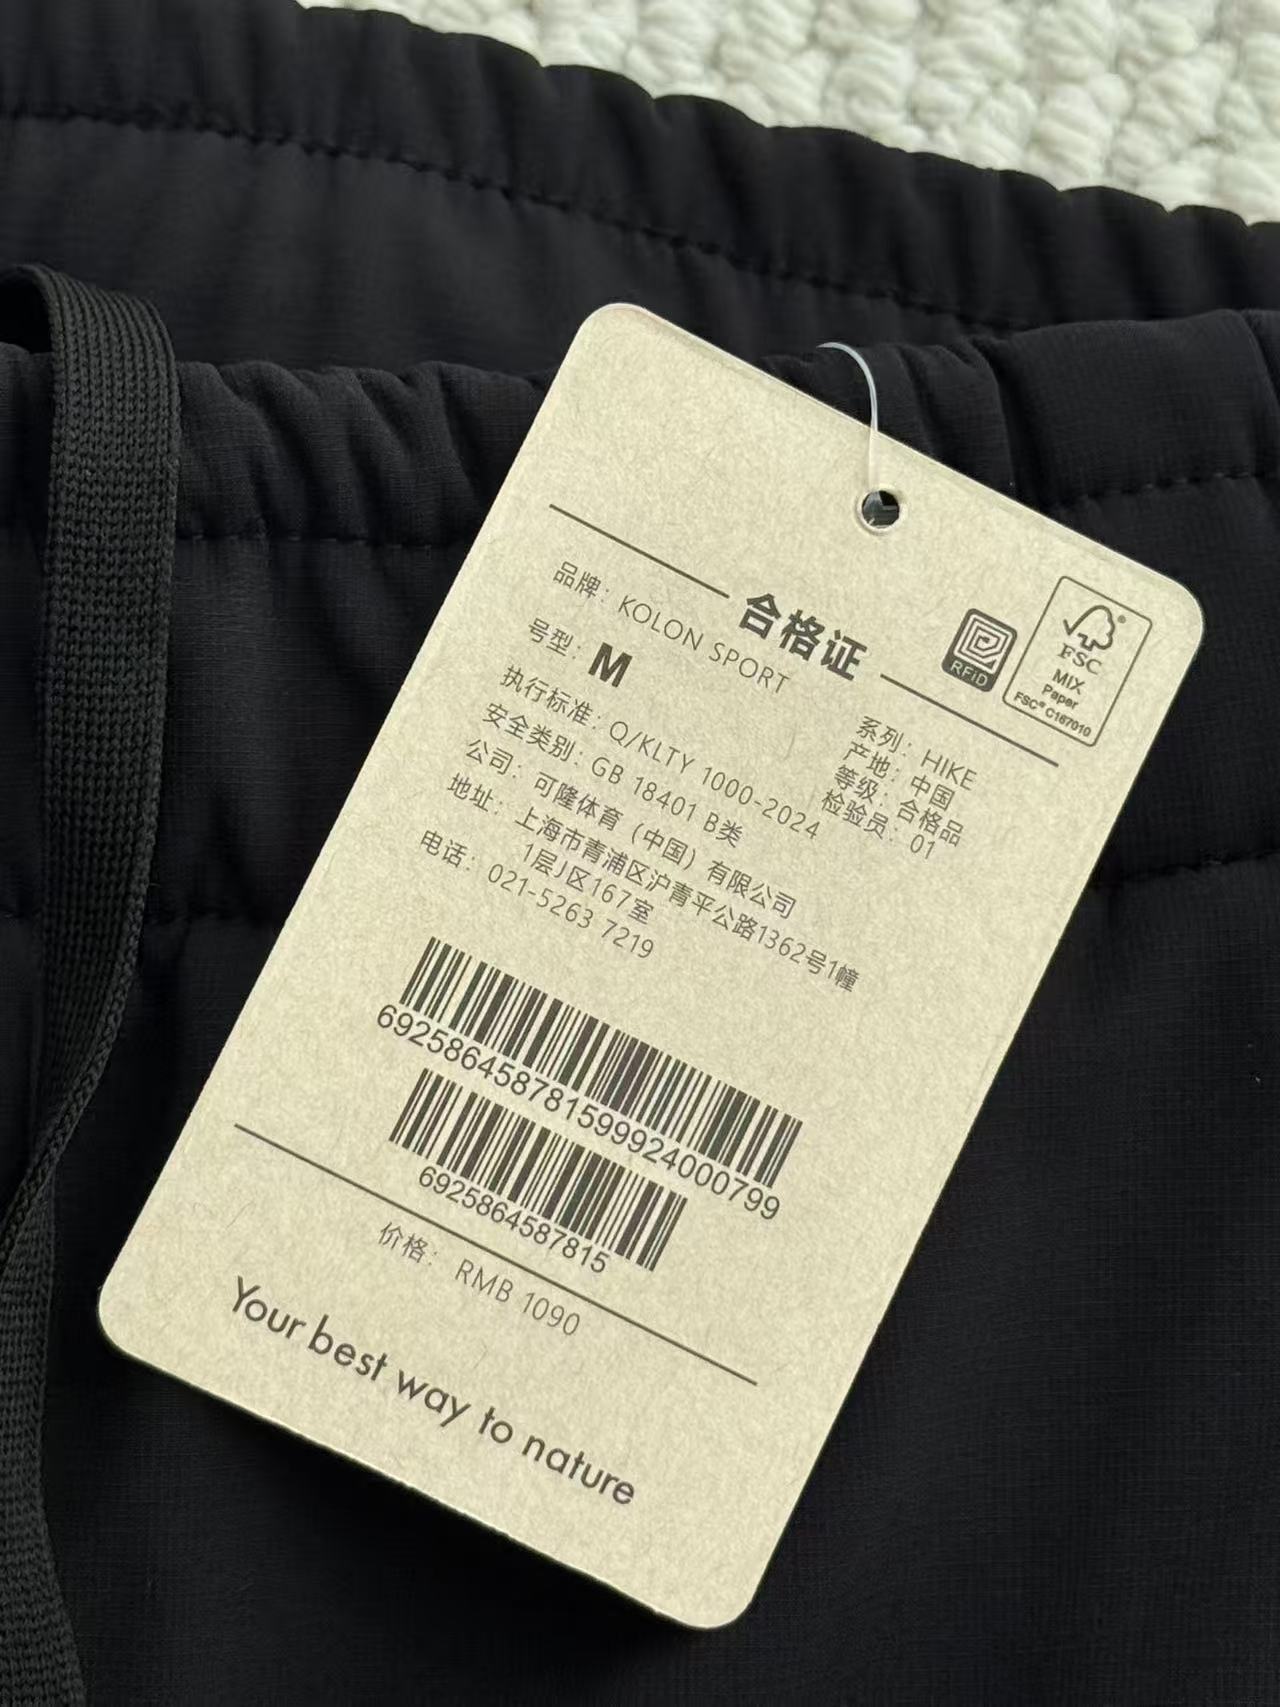 合格证
RFID
FSC®
MIX
Paper
FSC® C167010
品牌：KOLON SPORT
号型：M
执行标准：Q/KLTY 1000-2024
安全类别：GB 18401 B类
公司：可隆体育（中国）有限公司
地址：上海市青浦区沪青平公路1362号1幢
1层J区167室
电话：021-5263 7219
系列：HIKE
产地：中国
等级：合格品
检验员：01
692586458781599924000799
6925864587815
价格：RMB 1090
Your best way to nature